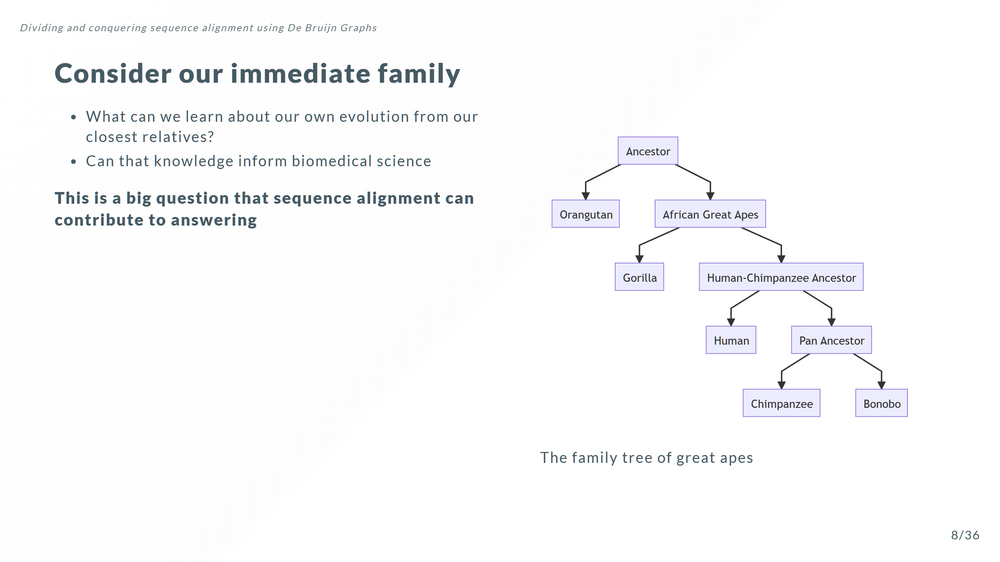 Dividing and conquering sequence alignment using De Bruijn Graphs
Consider our immediate family
• What can we learn about our own evolution from our
closest relatives?
• Can that knowledge inform biomedical science
This is a big question that sequence alignment can
contribute to answering
Ancestor
Orangutan
African Great Apes
Gorilla
Human-Chimpanzee Ancestor
Human
Pan Ancestor
Chimpanzee
Bonobo
The family tree of great apes
8/36